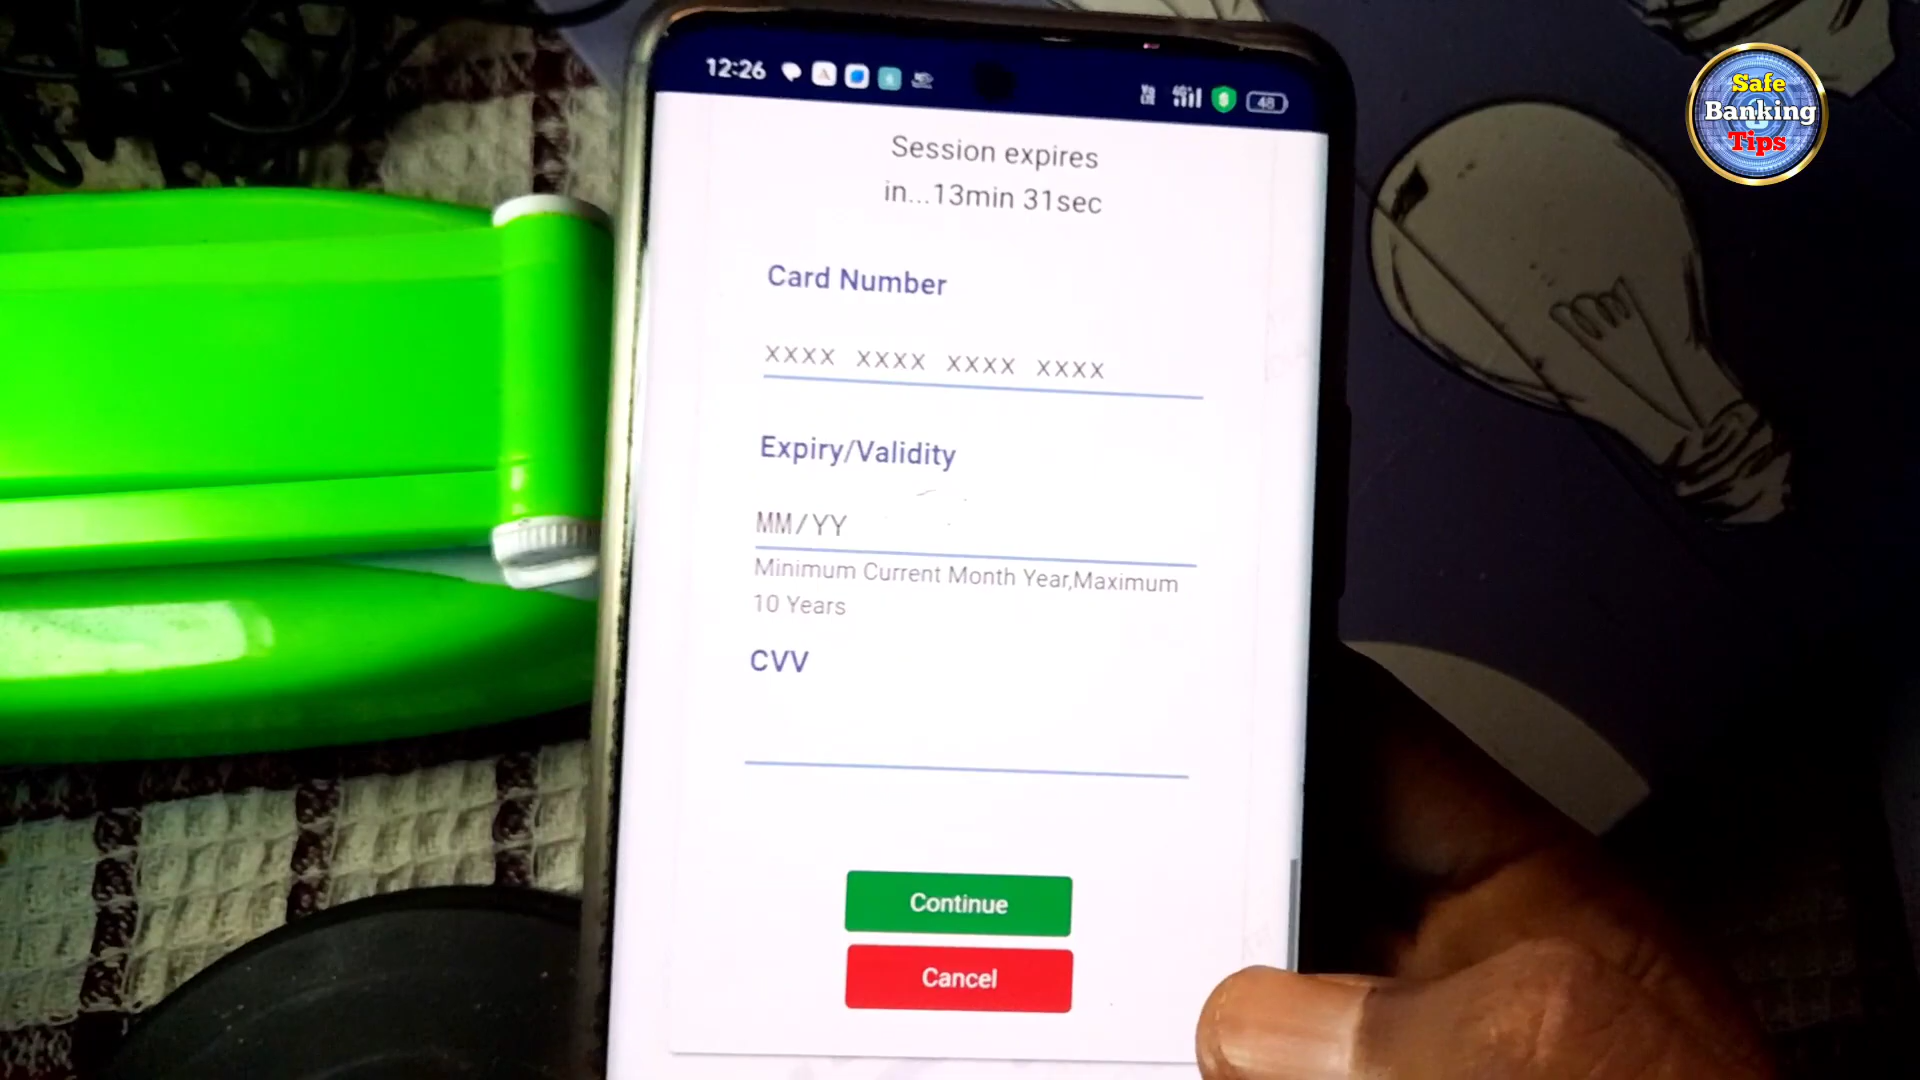 12:26
48
Safe
Banking
Tips
Session expires
in...13min 31sec
Card Number
XXXX XXXX XXXX XXXX
Expiry/Validity
MM/YY
Minimum Current Month Year,Maximum
10 Years
CVV
Continue
Cancel